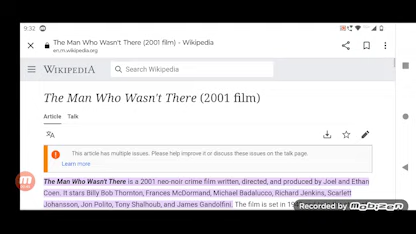 9:32
The Man Who Wasn't There (2001 film) - Wikipedia
en.m.wikipedia.org
WIKIPEDIA
Search Wikipedia
The Man Who Wasn't There (2001 film)
Article Talk
This article has multiple issues. Please help improve it or discuss these issues on the talk page.
Learn more
The Man Who Wasn't There is a 2001 neo-noir crime film written, directed, and produced by Joel and Ethan
Coen. It stars Billy Bob Thornton, Frances McDormand, Michael Badalucco, Richard Jenkins, Scarlett
Johansson, Jon Polito, Tony Shalhoub, and James Gandolfini. The film is set in 19
Recorded by MOBIZEN